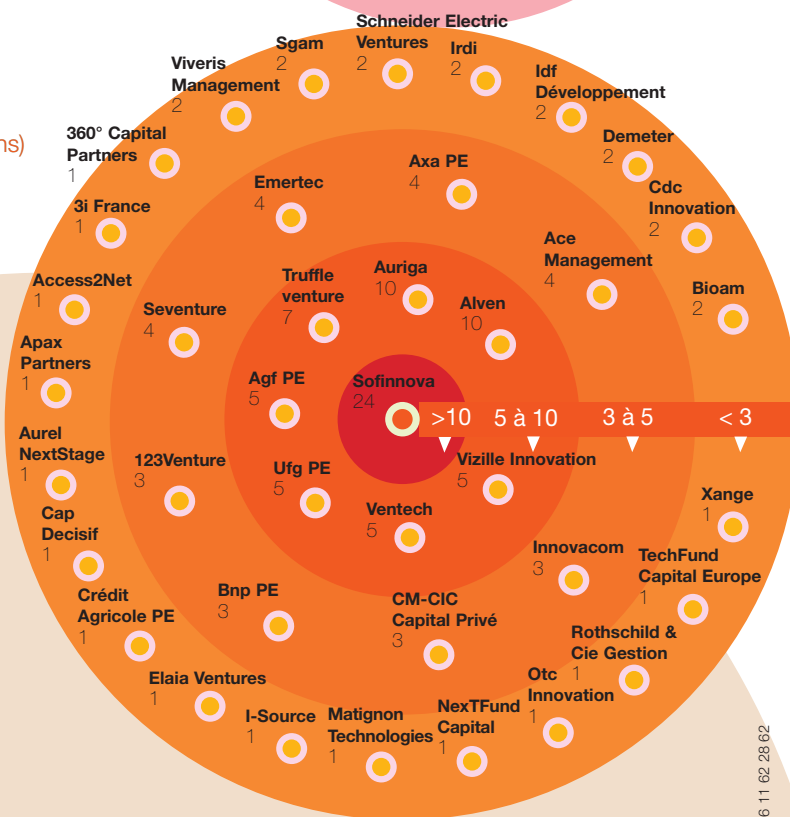 Schneider Electric
Ventures
2
Sgam
2
Irdi
2
Viveris
Management
2
Idf
Développement
2
360° Capital
Partners
1
ns)
Demeter
2
Axa PE
4
Emertec
4
Cdc
Innovation
2
3i France
1
Ace
Management
4
Access2Net
1
Truffle
venture
7
Auriga
10
Alven
10
Bioam
2
Seventure
4
Apax
Partners
1
Agf PE
5
Sofinnova
24
>10
5 à 10
3 à 5
< 3
Aurel
NextStage
1
123Venture
3
Ufg PE
5
Vizille Innovation
5
Ventech
5
Xange
1
Cap
Decisif
1
Innovacom
3
TechFund
Capital Europe
1
Crédit
Agricole PE
1
Bnp PE
3
CM-CIC
Capital Privé
3
Rothschild &
Cie Gestion
1
Elaia Ventures
1
Otc
Innovation
1
I-Source
1
Matignon
Technologies
1
NexTFund
Capital
1
6 11 62 28 62